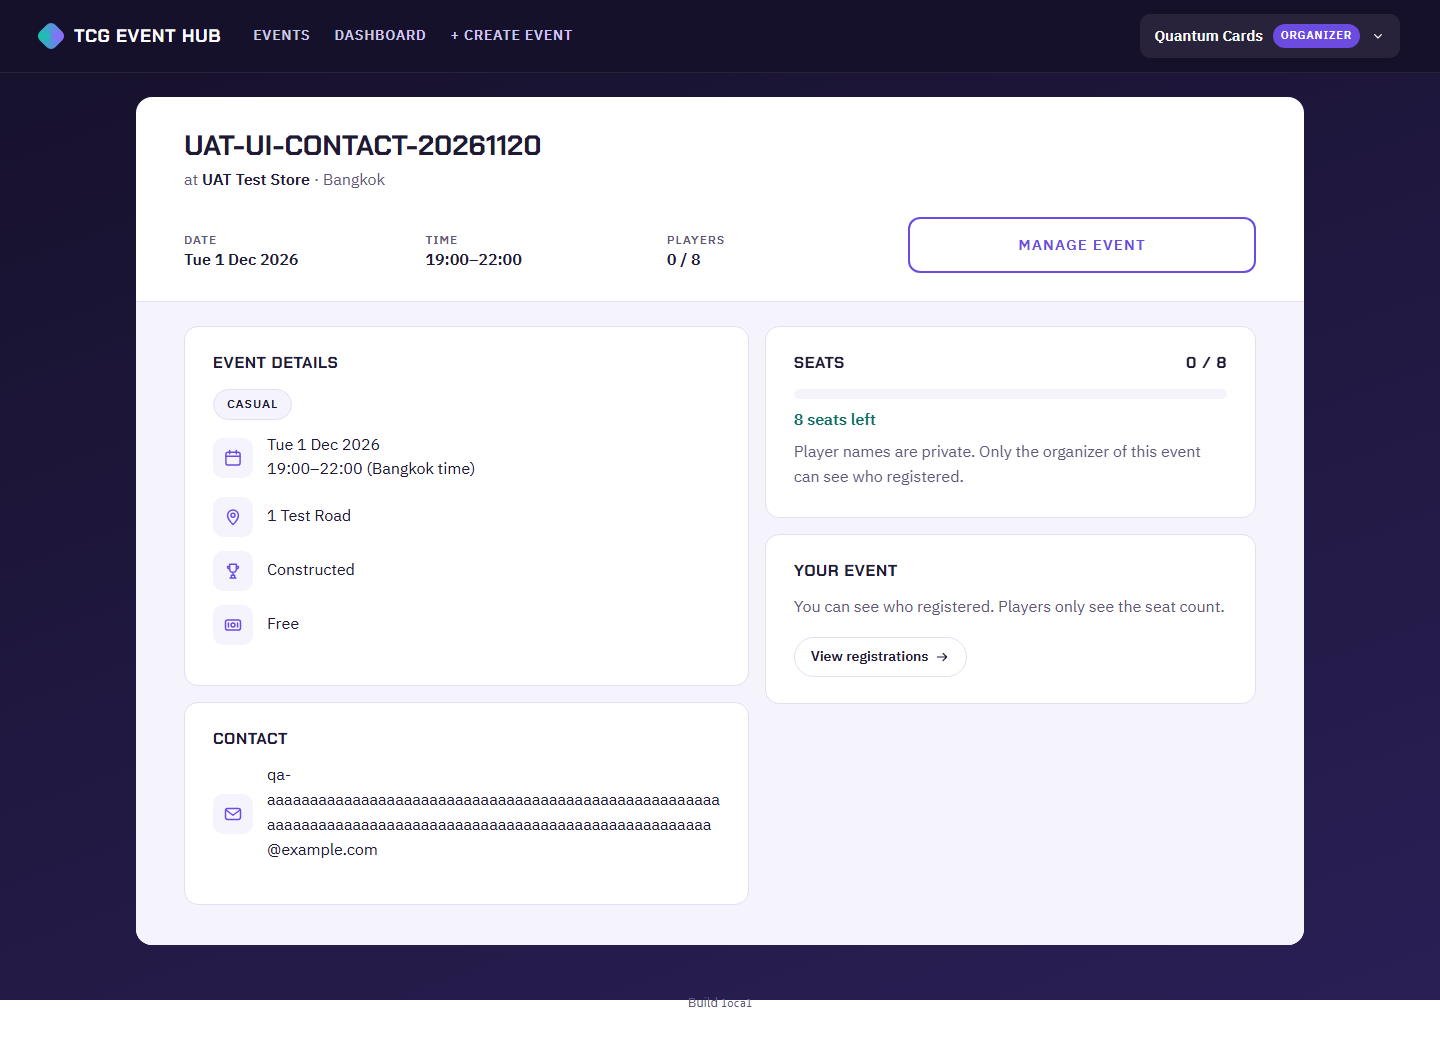 TCG EVENT HUB
EVENTS
DASHBOARD
+ CREATE EVENT
Quantum Cards
ORGANIZER
UAT-UI-CONTACT-20261120
at UAT Test Store · Bangkok
DATE
Tue 1 Dec 2026
TIME
19:00–22:00
PLAYERS
0 / 8
MANAGE EVENT
EVENT DETAILS
CASUAL
Tue 1 Dec 2026
19:00–22:00 (Bangkok time)
1 Test Road
Constructed
Free
CONTACT
qa-
aaaaaaaaaaaaaaaaaaaaaaaaaaaaaaaaaaaaaaaaaaaaaaaaaaaaa
aaaaaaaaaaaaaaaaaaaaaaaaaaaaaaaaaaaaaaaaaaaaaaaaaaaa
@example.com
SEATS
0 / 8
8 seats left
Player names are private. Only the organizer of this event
can see who registered.
YOUR EVENT
You can see who registered. Players only see the seat count.
View registrations →
Build local